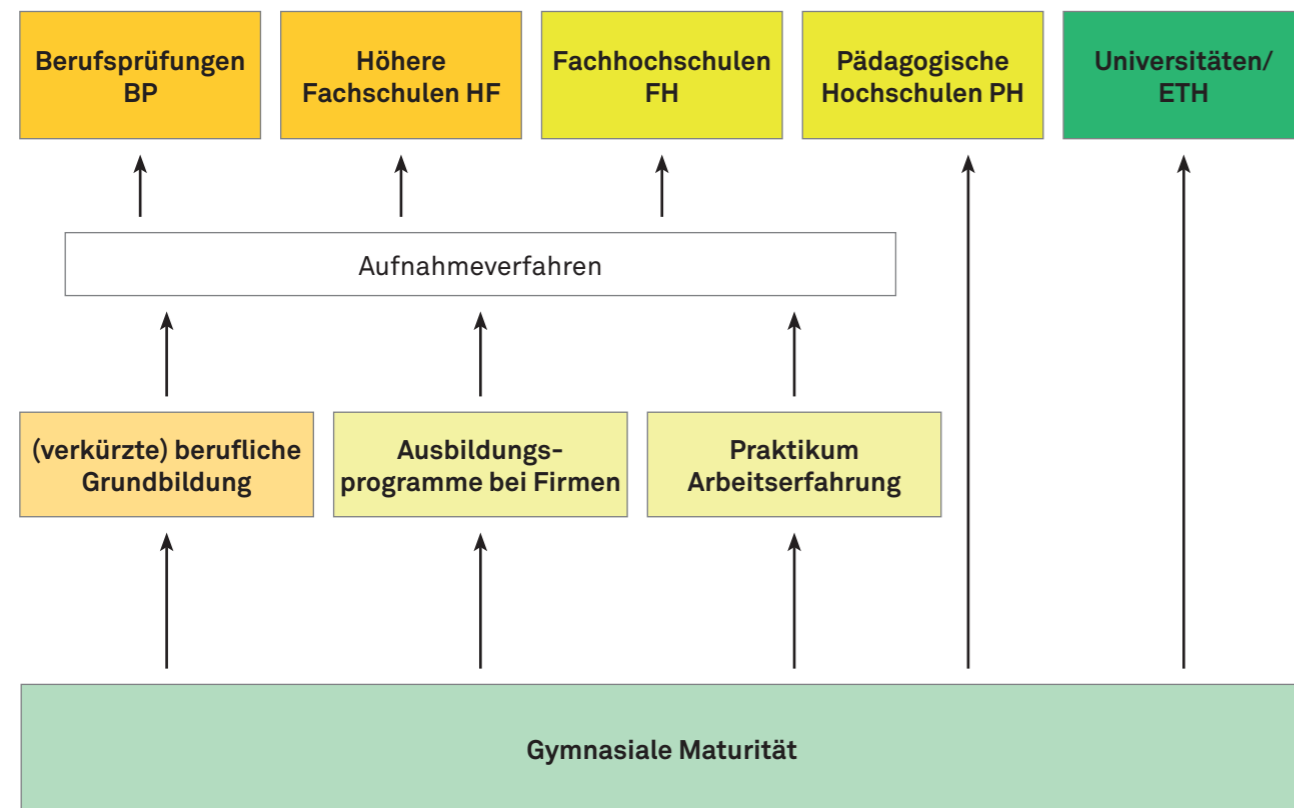 Berufsprüfungen
BP
Höhere
Fachschulen HF
Fachhochschulen
FH
Pädagogische
Hochschulen PH
Universitäten/
ETH
Aufnahmeverfahren
(verkürzte) berufliche
Grundbildung
Ausbildungs-
programme bei Firmen
Praktikum
Arbeitserfahrung
Gymnasiale Maturität